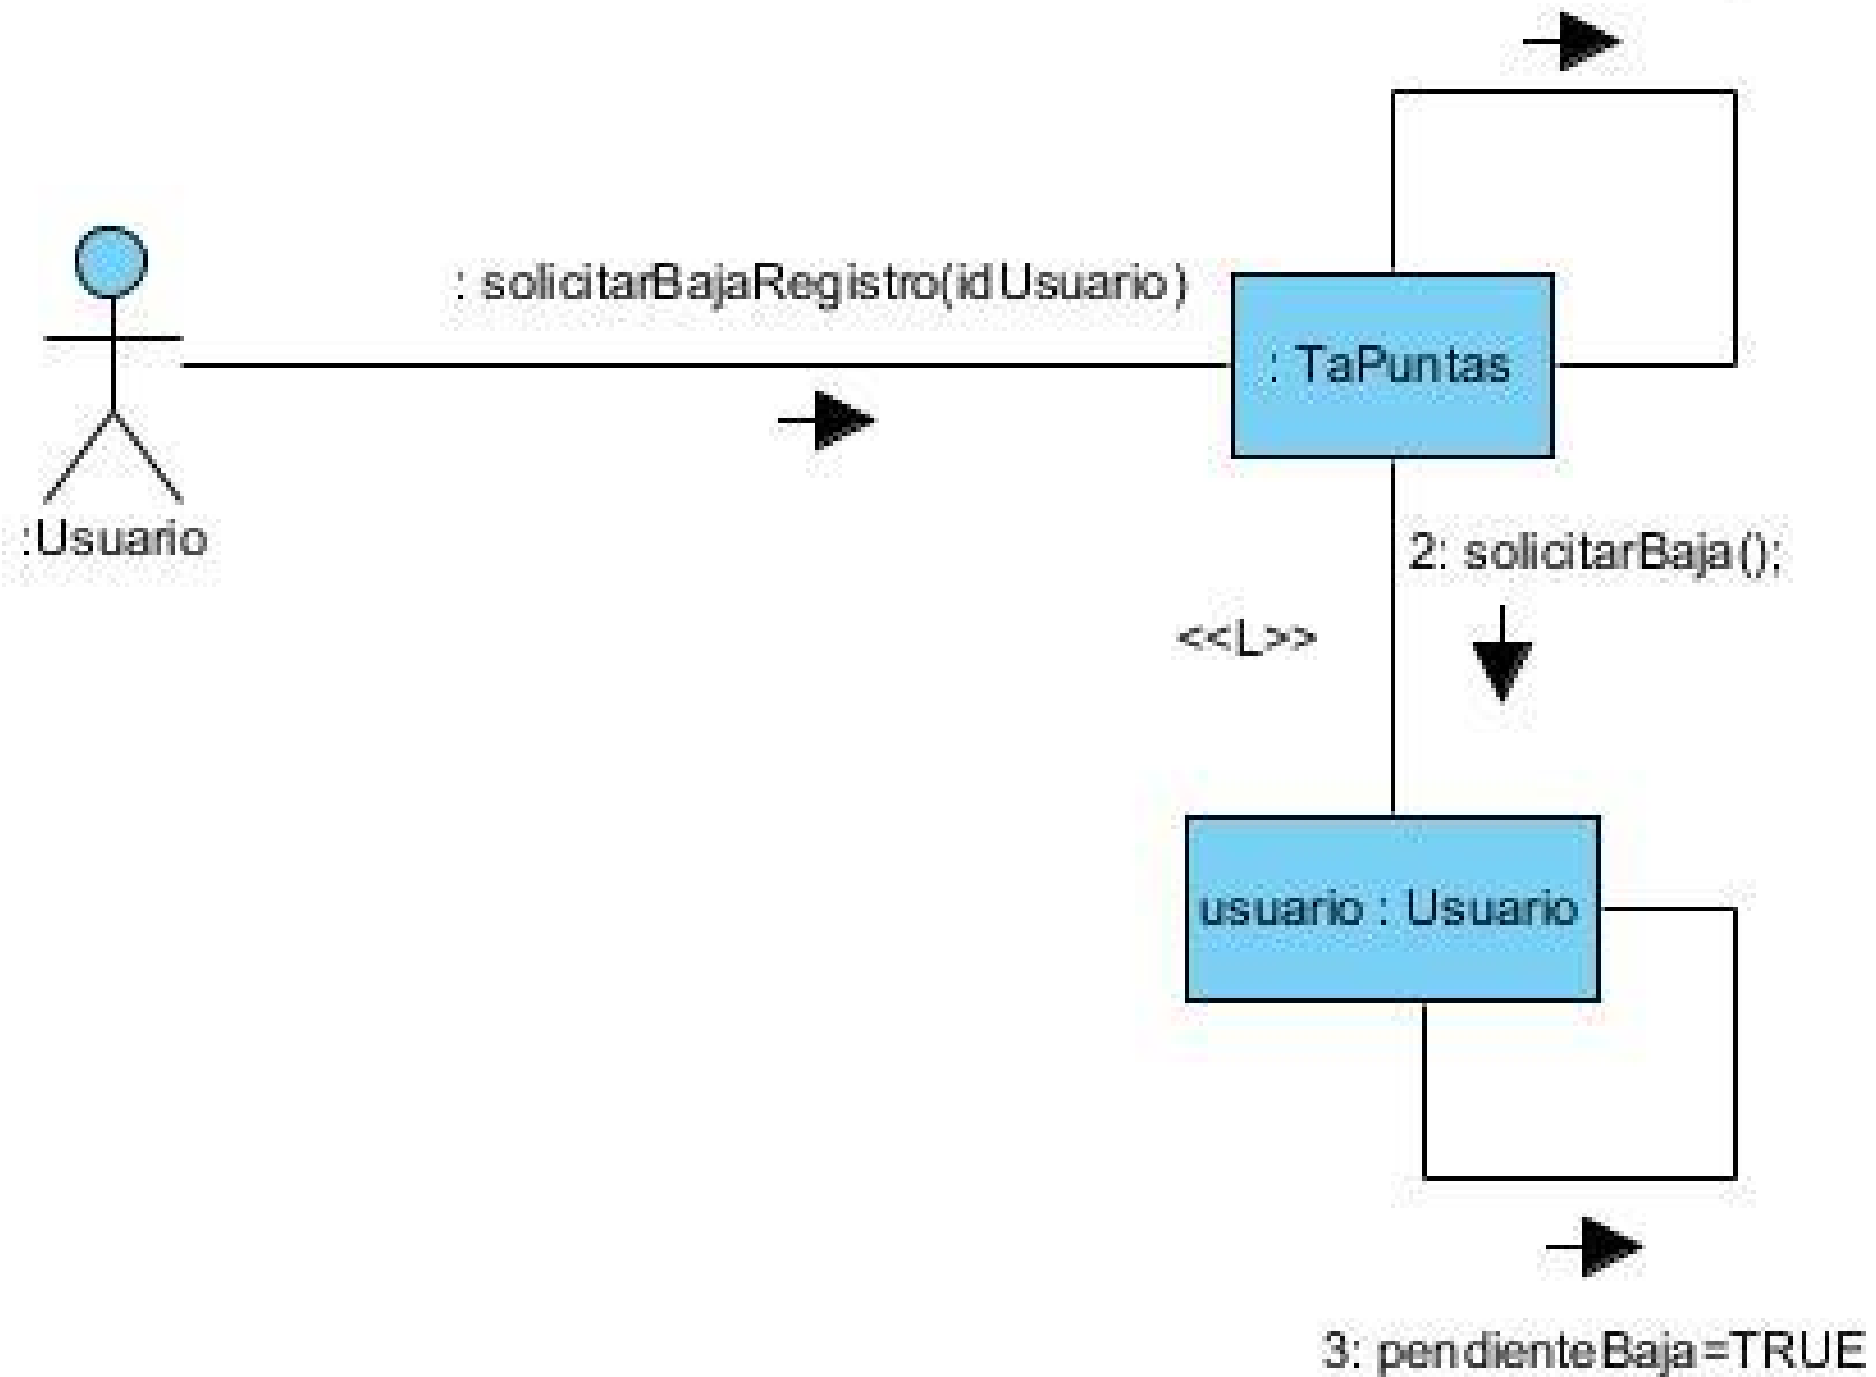 : solicitarBajaRegistro(idUsuario)
: TaPuntas
:Usuario
2: solicitarBaja();
<<L>>
usuario : Usuario
3: pendienteBaja=TRUE